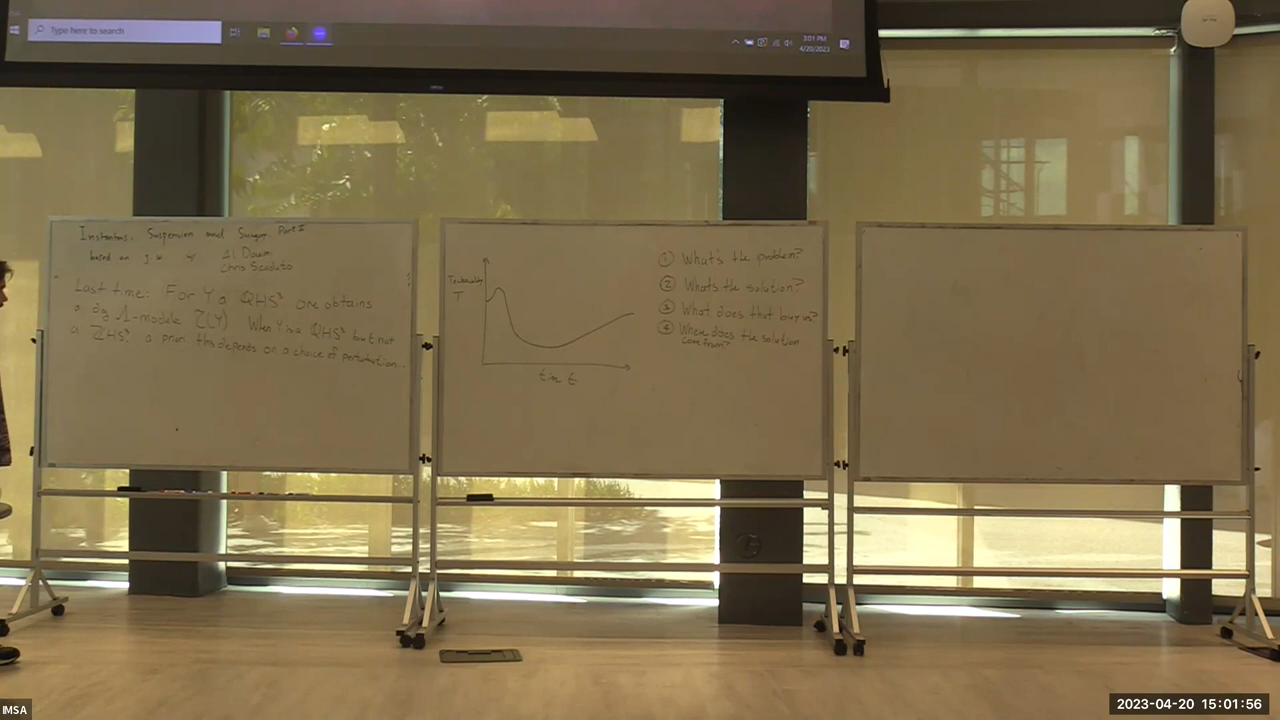 Type here to search
3:01 PM
4/20/2023
Instantons, Suspension and Surgery Part II
based on j.w. w/ Ali Daemi
Chris Scaduto
Last time: For Y a QHS³ one obtains
a dg Λ-module C(Y) When Y is a QHS³ but not
a ZHS³ a priori this depends on a choice of perturbation...
Technicality
T
time t
① What's the problem?
② Whats the solution?
③ What does that buy us?
④ Where does the solution
come from?
IMSA
2023-04-20 15:01:56